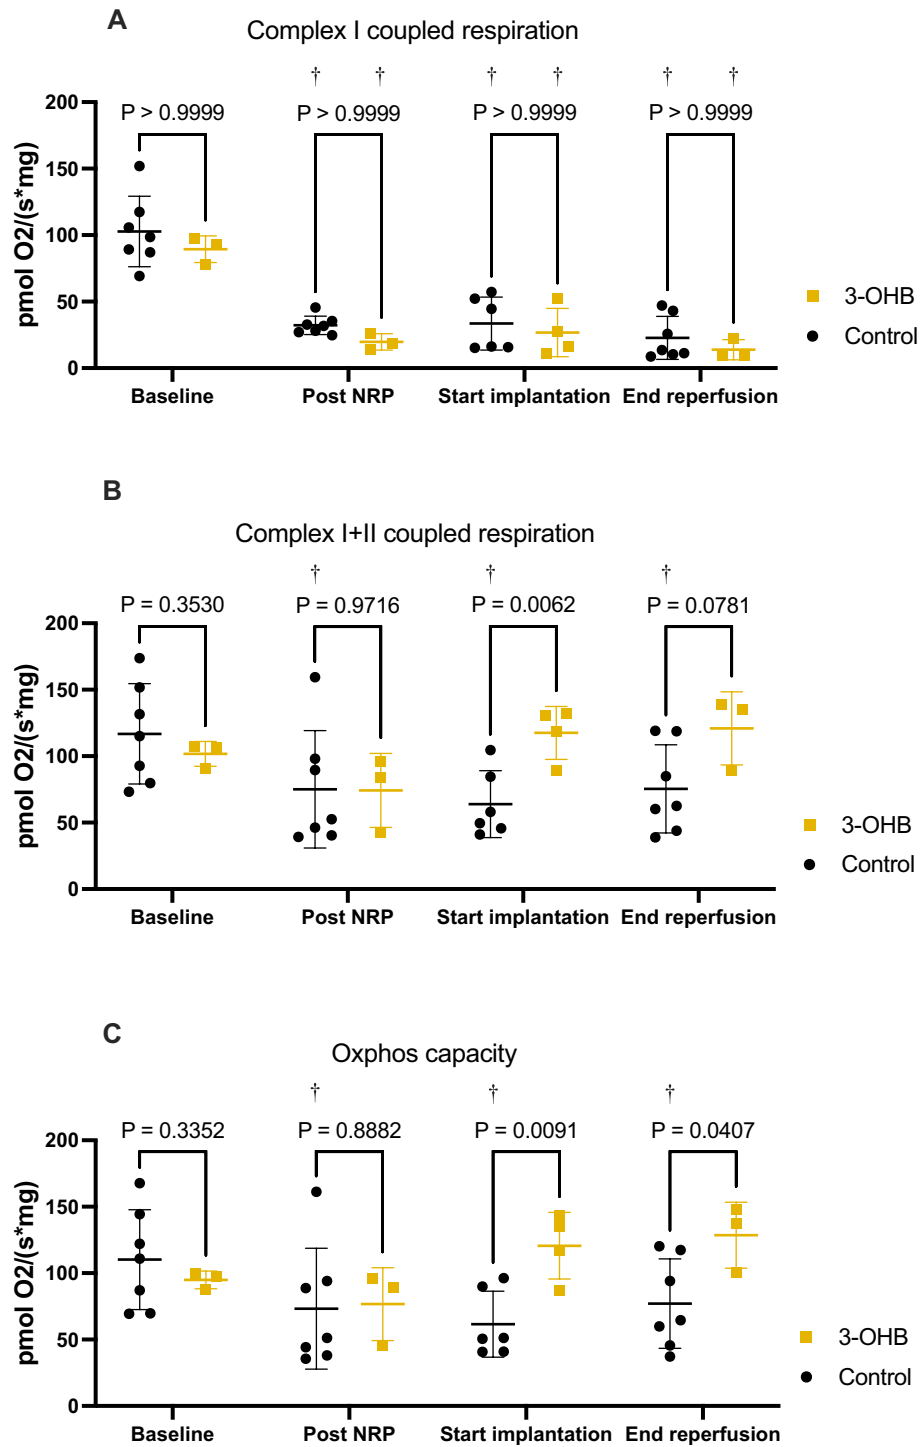 A
Complex I coupled respiration
† † † † † †
P > 0.9999 P > 0.9999 P > 0.9999 P > 0.9999
200
150
100
50
0
pmol O2/(s*mg)
3-OHB
Control
Baseline Post NRP Start implantation End reperfusion
B
Complex I+II coupled respiration
† † †
P = 0.3530 P = 0.9716 P = 0.0062 P = 0.0781
200
150
100
50
0
pmol O2/(s*mg)
3-OHB
Control
Baseline Post NRP Start implantation End reperfusion
C
Oxphos capacity
† † †
P = 0.3352 P = 0.8882 P = 0.0091 P = 0.0407
200
150
100
50
0
pmol O2/(s*mg)
3-OHB
Control
Baseline Post NRP Start implantation End reperfusion